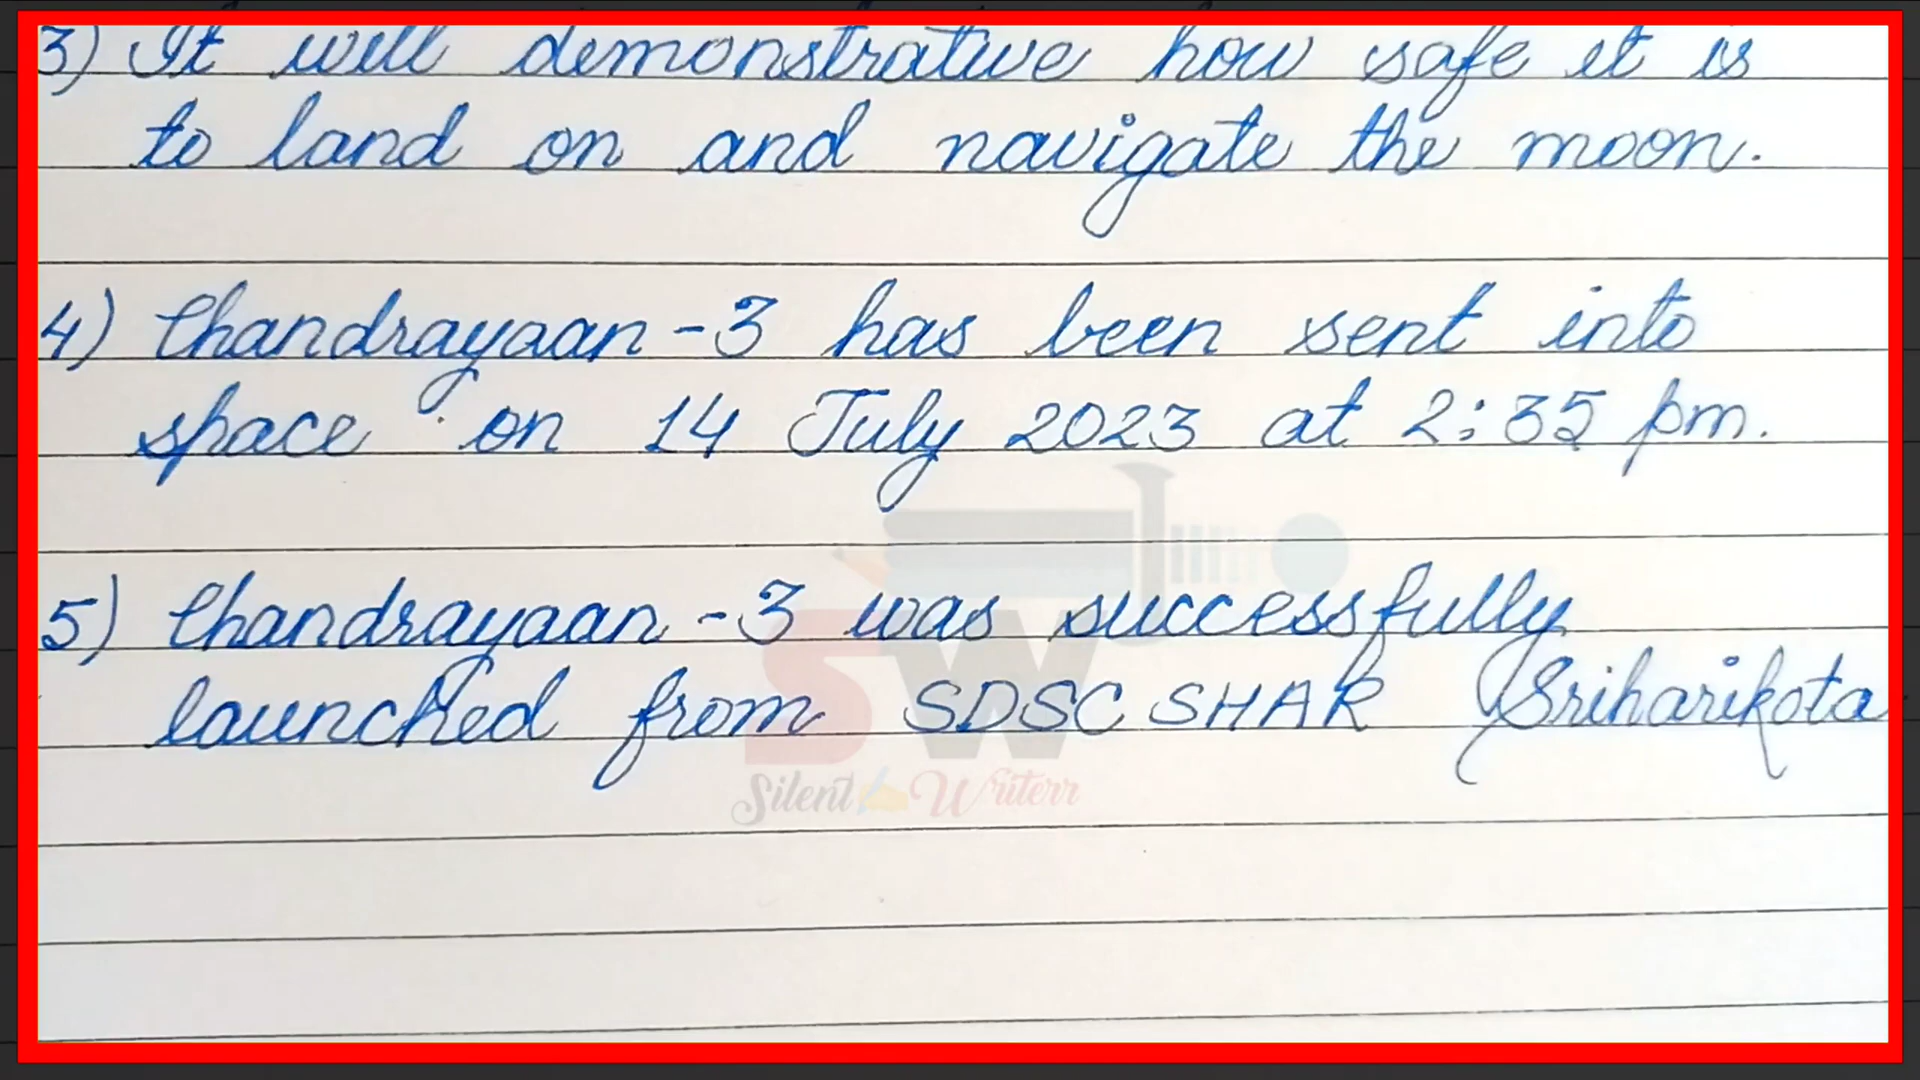 3) It will demonstrative how safe it is
to land on and navigate the moon.
4) Chandrayaan-3 has been sent into
space on 14 July 2023 at 2:35 pm.
5) Chandrayaan-3 was successfully
launched from SDSC SHAR Sriharikota
SW
Silent Writerr